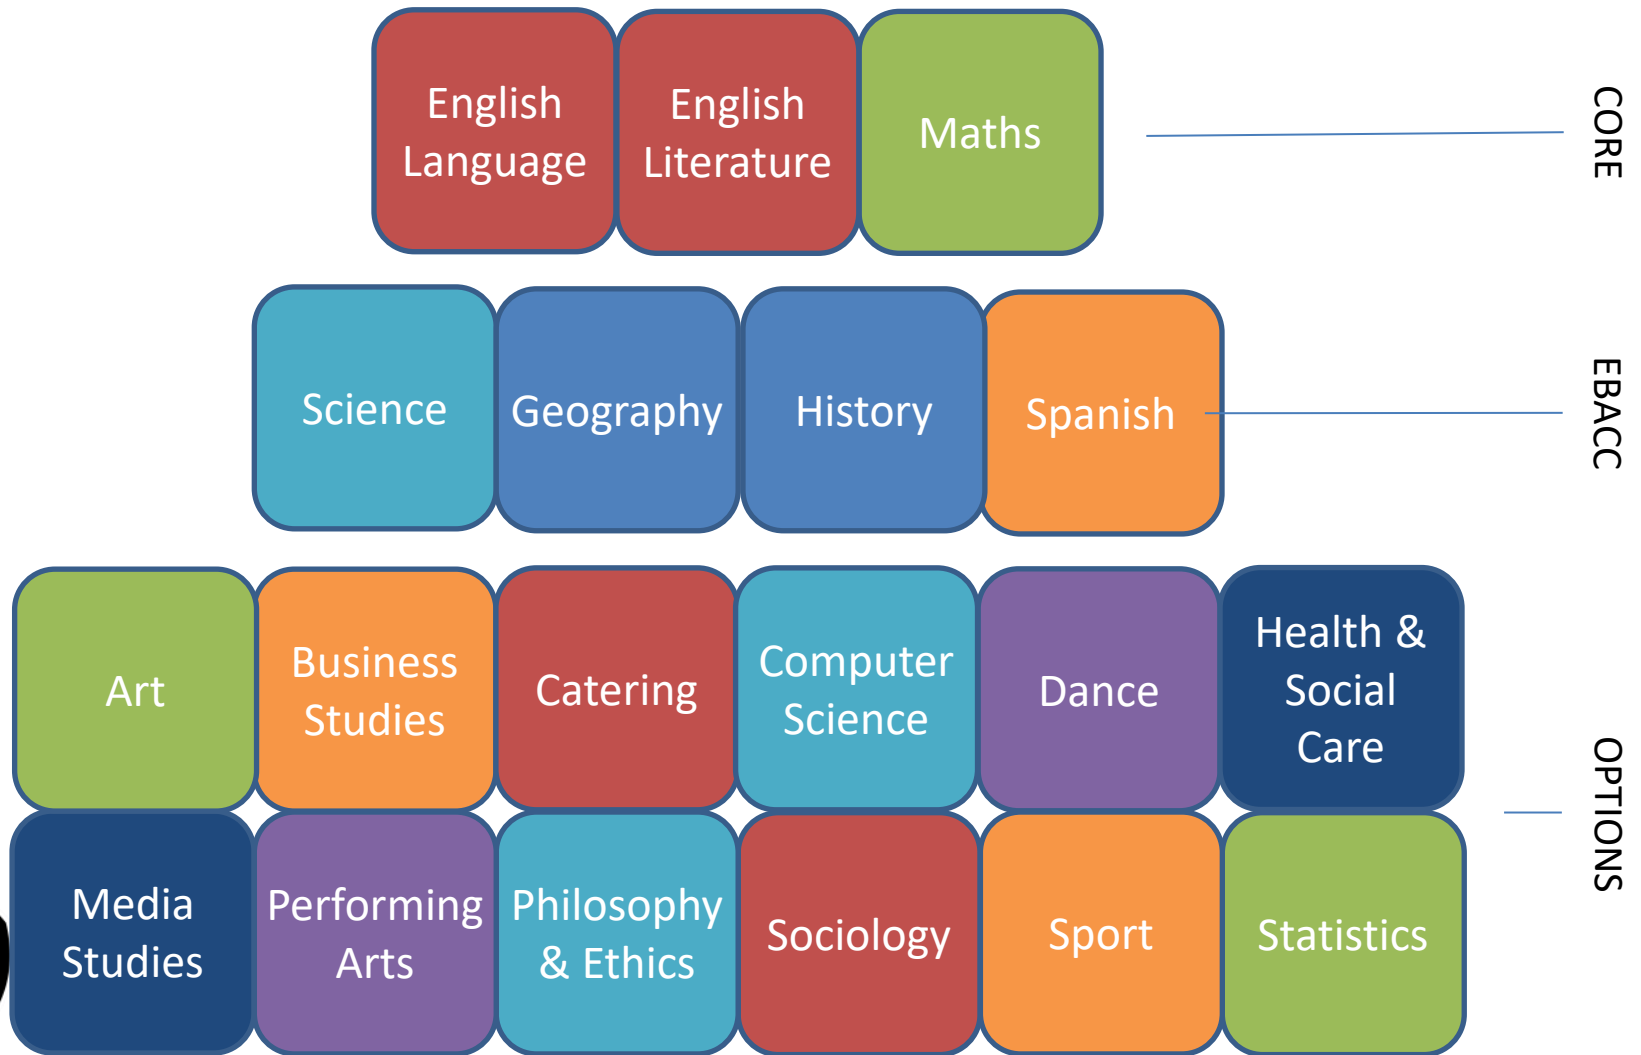 English
Language
English
Literature
Maths
CORE
Science
Geography
History
Spanish
EBACC
Art
Business
Studies
Catering
Computer
Science
Dance
Health &
Social
Care
OPTIONS
Media
Studies
Performing
Arts
Philosophy
& Ethics
Sociology
Sport
Statistics